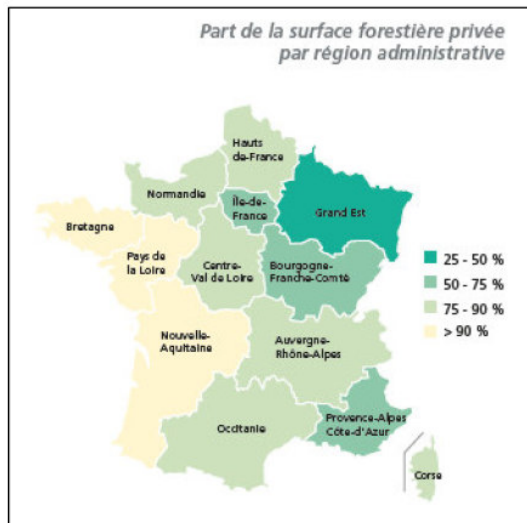 Part de la surface forestière privée
par région administrative
Hauts
de-France
Normandie
Île-de-
France
Grand Est
Bretagne
Pays de
la Loire
Centre-
Val de Loire
Bourgogne-
Franche-Comté
25 - 50 %
50 - 75 %
75 - 90 %
> 90 %
Nouvelle-
Aquitaine
Auvergne-
Rhône-Alpes
Occitanie
Provence-Alpes
Côte-d'Azur
Corse